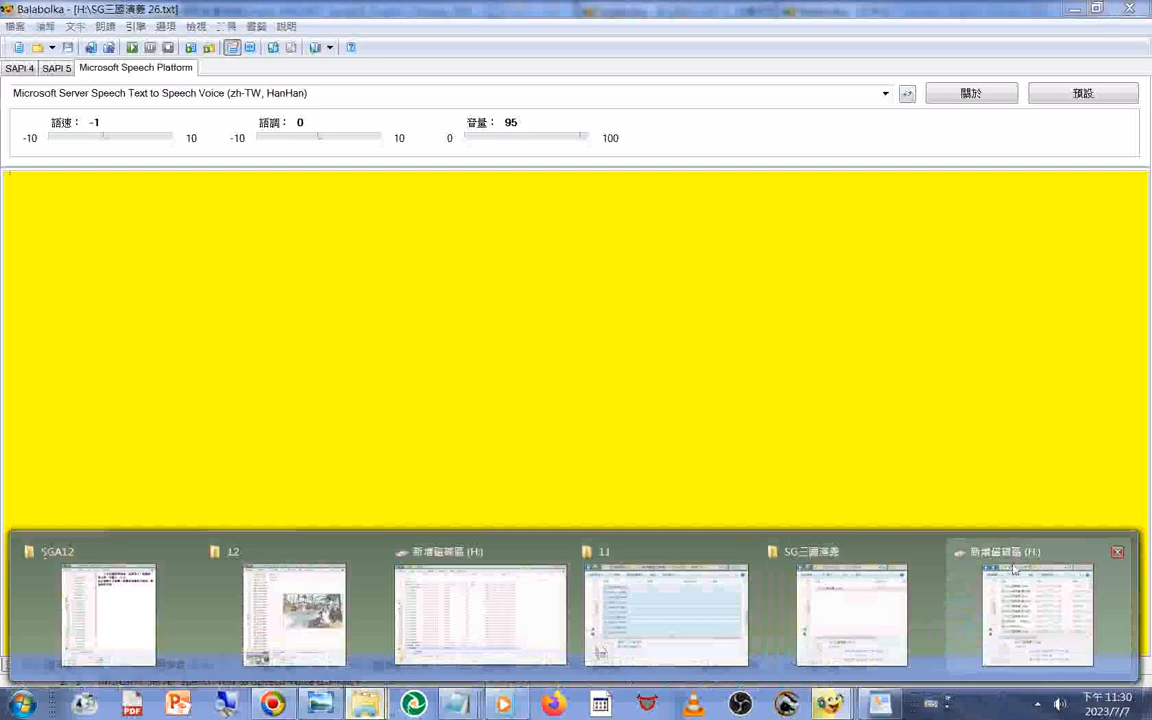 Balabolka - [H:\SG三國演義 26.txt]
檔案 編輯 文字 朗讀 引擎 選項 檢視 工具 書籤 說明
SAPI 4 SAPI 5 Microsoft Speech Platform
Microsoft Server Speech Text to Speech Voice (zh-TW, HanHan) 關於 預設
語速： -1 語調： 0 音量： 95
-10 10 -10 10 0 100
SGA12 12 新增磁碟區 (H:) 11 SG三國演義 新增磁碟區 (H:)
下午 11:30
2023/7/7